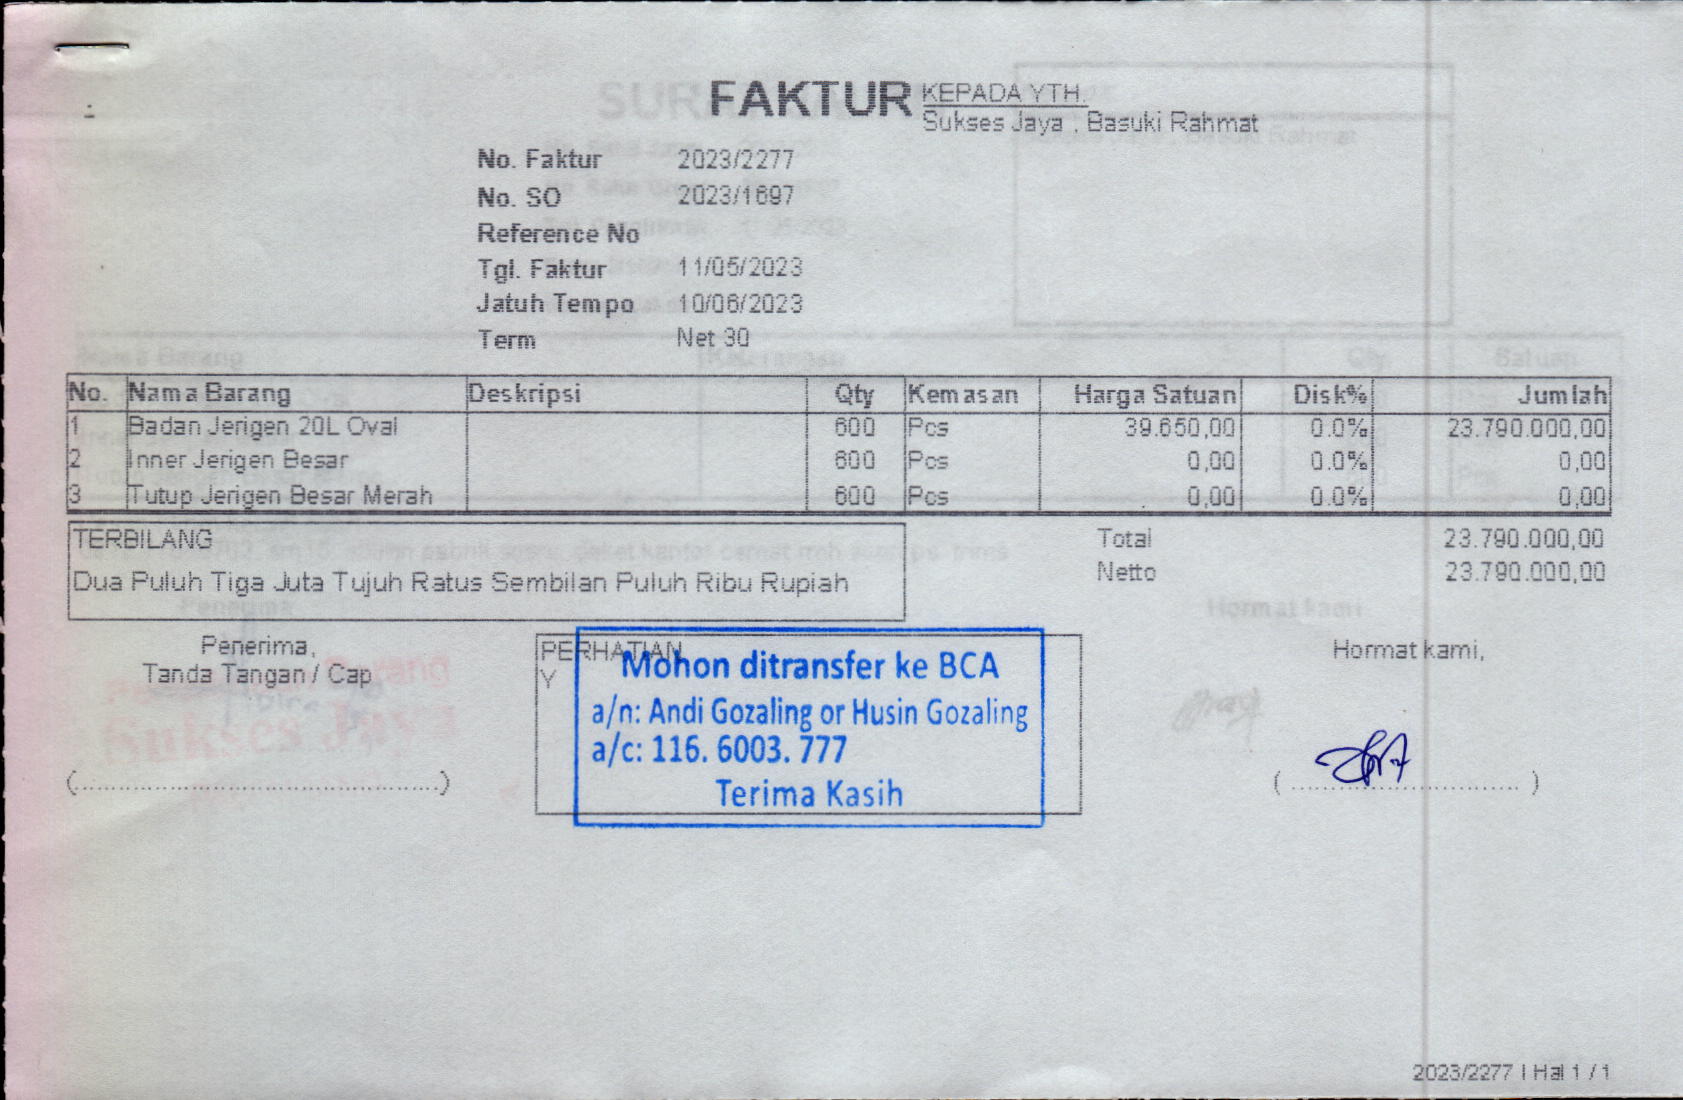 FAKTUR
KEPADA YTH.
Sukses Jaya , Basuki Rahmat
No. Faktur 2023/2277
No. SO 2023/1697
Reference No
Tgl. Faktur 11/05/2023
Jatuh Tempo 10/06/2023
Term Net 30
No. Nama Barang Deskripsi Qty Kemasan Harga Satuan Disk% Jumlah
1 Badan Jerigen 20L Oval 600 Pcs 39.650,00 0.0% 23.790.000,00
2 Inner Jerigen Besar 600 Pcs 0,00 0.0% 0,00
3 Tutup Jerigen Besar Merah 600 Pcs 0,00 0.0% 0,00
TERBILANG
Dua Puluh Tiga Juta Tujuh Ratus Sembilan Puluh Ribu Rupiah
Total 23.790.000,00
Netto 23.790.000,00
Penerima,
Tanda Tangan / Cap
(........................................................)
PERHATIAN
Y
Mohon ditransfer ke BCA
a/n: Andi Gozaling or Husin Gozaling
a/c: 116. 6003. 777
Terima Kasih
Hormat kami,
( ................................... )
2023/2277 | Hal 1 / 1